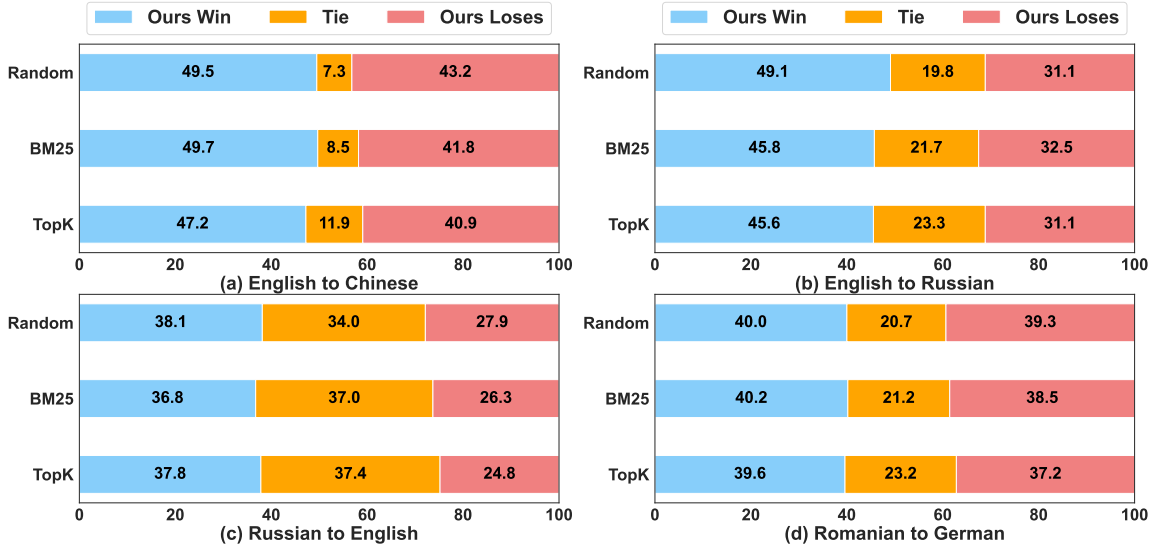 Ours Win Tie Ours Loses
Random 49.5 7.3 43.2
BM25 49.7 8.5 41.8
TopK 47.2 11.9 40.9
0 20 40 60 80 100
(a) English to Chinese
Ours Win Tie Ours Loses
Random 49.1 19.8 31.1
BM25 45.8 21.7 32.5
TopK 45.6 23.3 31.1
0 20 40 60 80 100
(b) English to Russian
Random 38.1 34.0 27.9
BM25 36.8 37.0 26.3
TopK 37.8 37.4 24.8
0 20 40 60 80 100
(c) Russian to English
Random 40.0 20.7 39.3
BM25 40.2 21.2 38.5
TopK 39.6 23.2 37.2
0 20 40 60 80 100
(d) Romanian to German